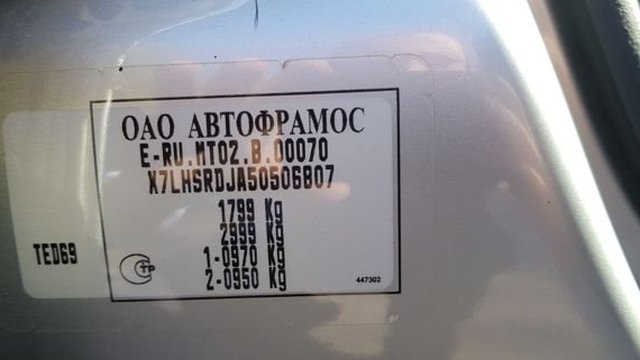 ОАО АВТОФРАМОС
E-RU.MT02.B.00070
X7LHSRDJA50506807
1799 Kg
2999 Kg
1-0970 Kg
2-0950 Kg
TED69
447302